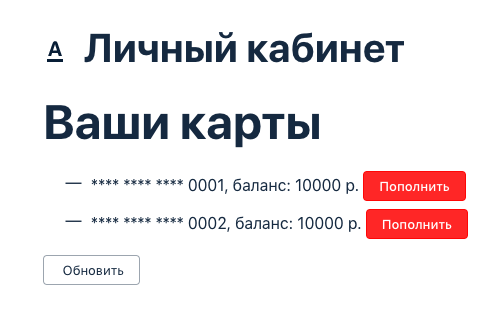 A Личный кабинет
Ваши карты
— **** **** **** 0001, баланс: 10000 р. Пополнить
— **** **** **** 0002, баланс: 10000 р. Пополнить
Обновить